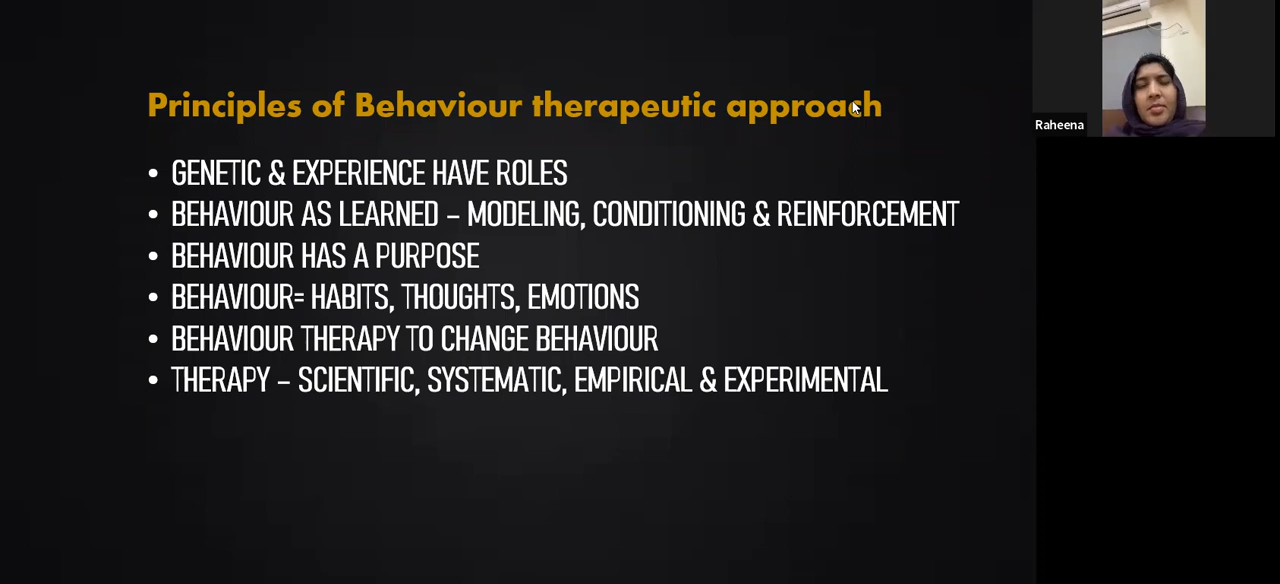 Principles of Behaviour therapeutic approach
• GENETIC & EXPERIENCE HAVE ROLES
• BEHAVIOUR AS LEARNED – MODELING, CONDITIONING & REINFORCEMENT
• BEHAVIOUR HAS A PURPOSE
• BEHAVIOUR= HABITS, THOUGHTS, EMOTIONS
• BEHAVIOUR THERAPY TO CHANGE BEHAVIOUR
• THERAPY – SCIENTIFIC, SYSTEMATIC, EMPIRICAL & EXPERIMENTAL
Raheena